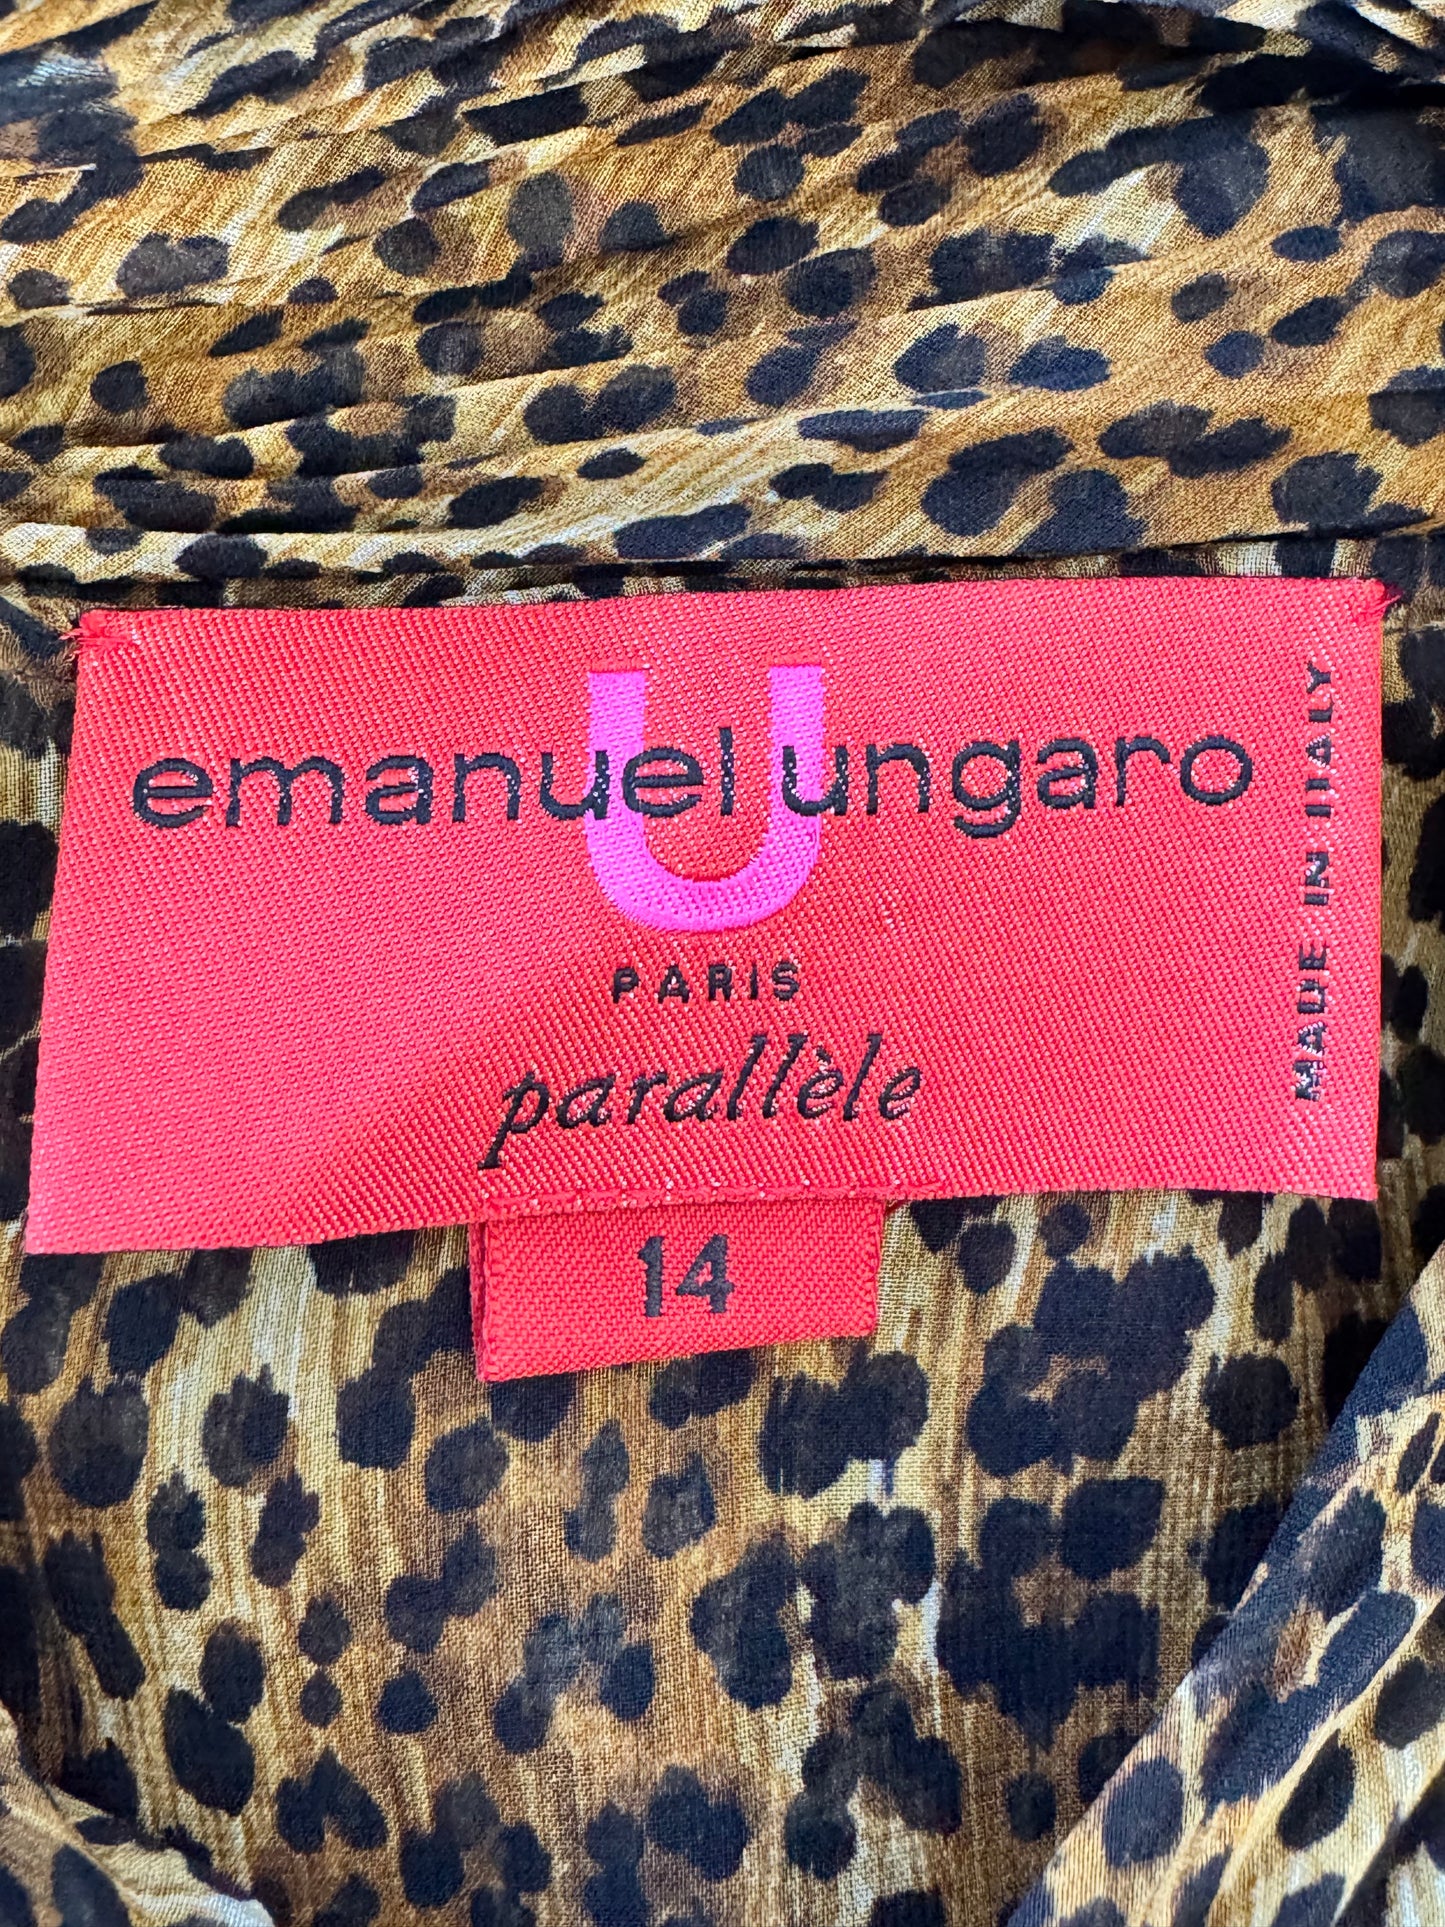 U
emanuel ungaro
PARIS
parallèle
MADE IN ITALY
14